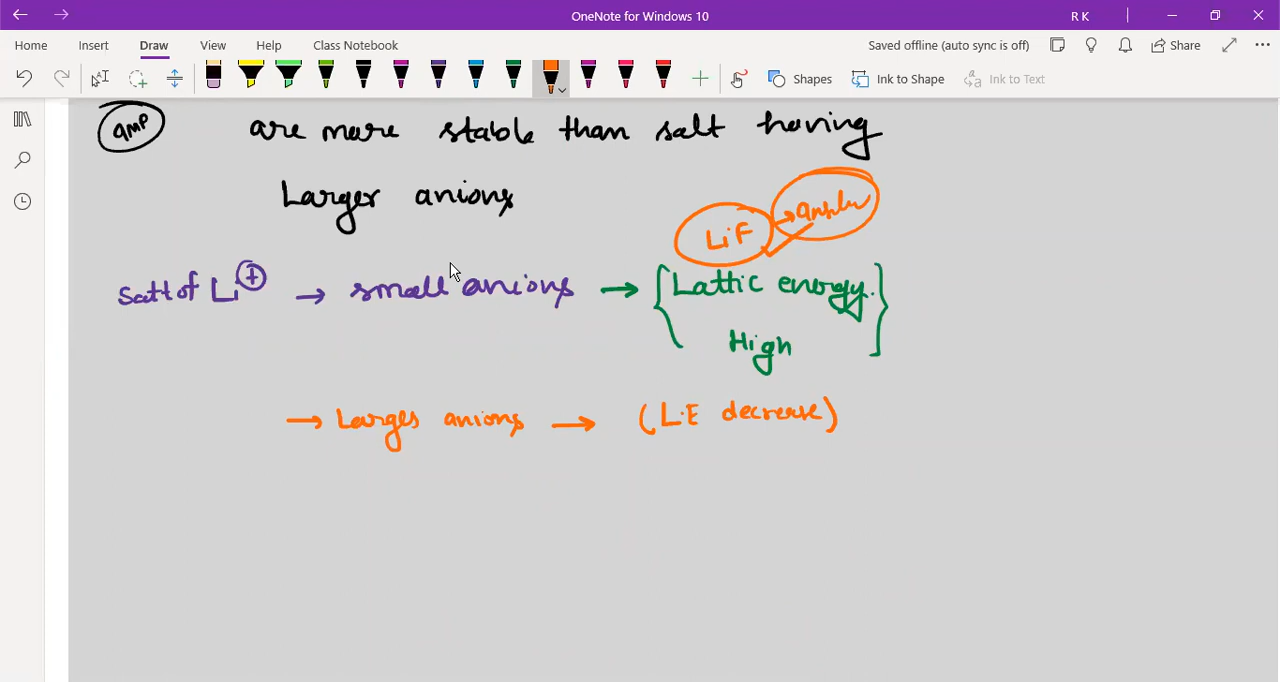 OneNote for Windows 10
R K
Home Insert Draw View Help Class Notebook
Saved offline (auto sync is off) Share
Shapes Ink to Shape Ink to Text
are more stable than salt having
Larger anions
LiF →
salt of L+ → small anions → {Lattic energy.
High}
→ Larges anions → (L.E decrease)